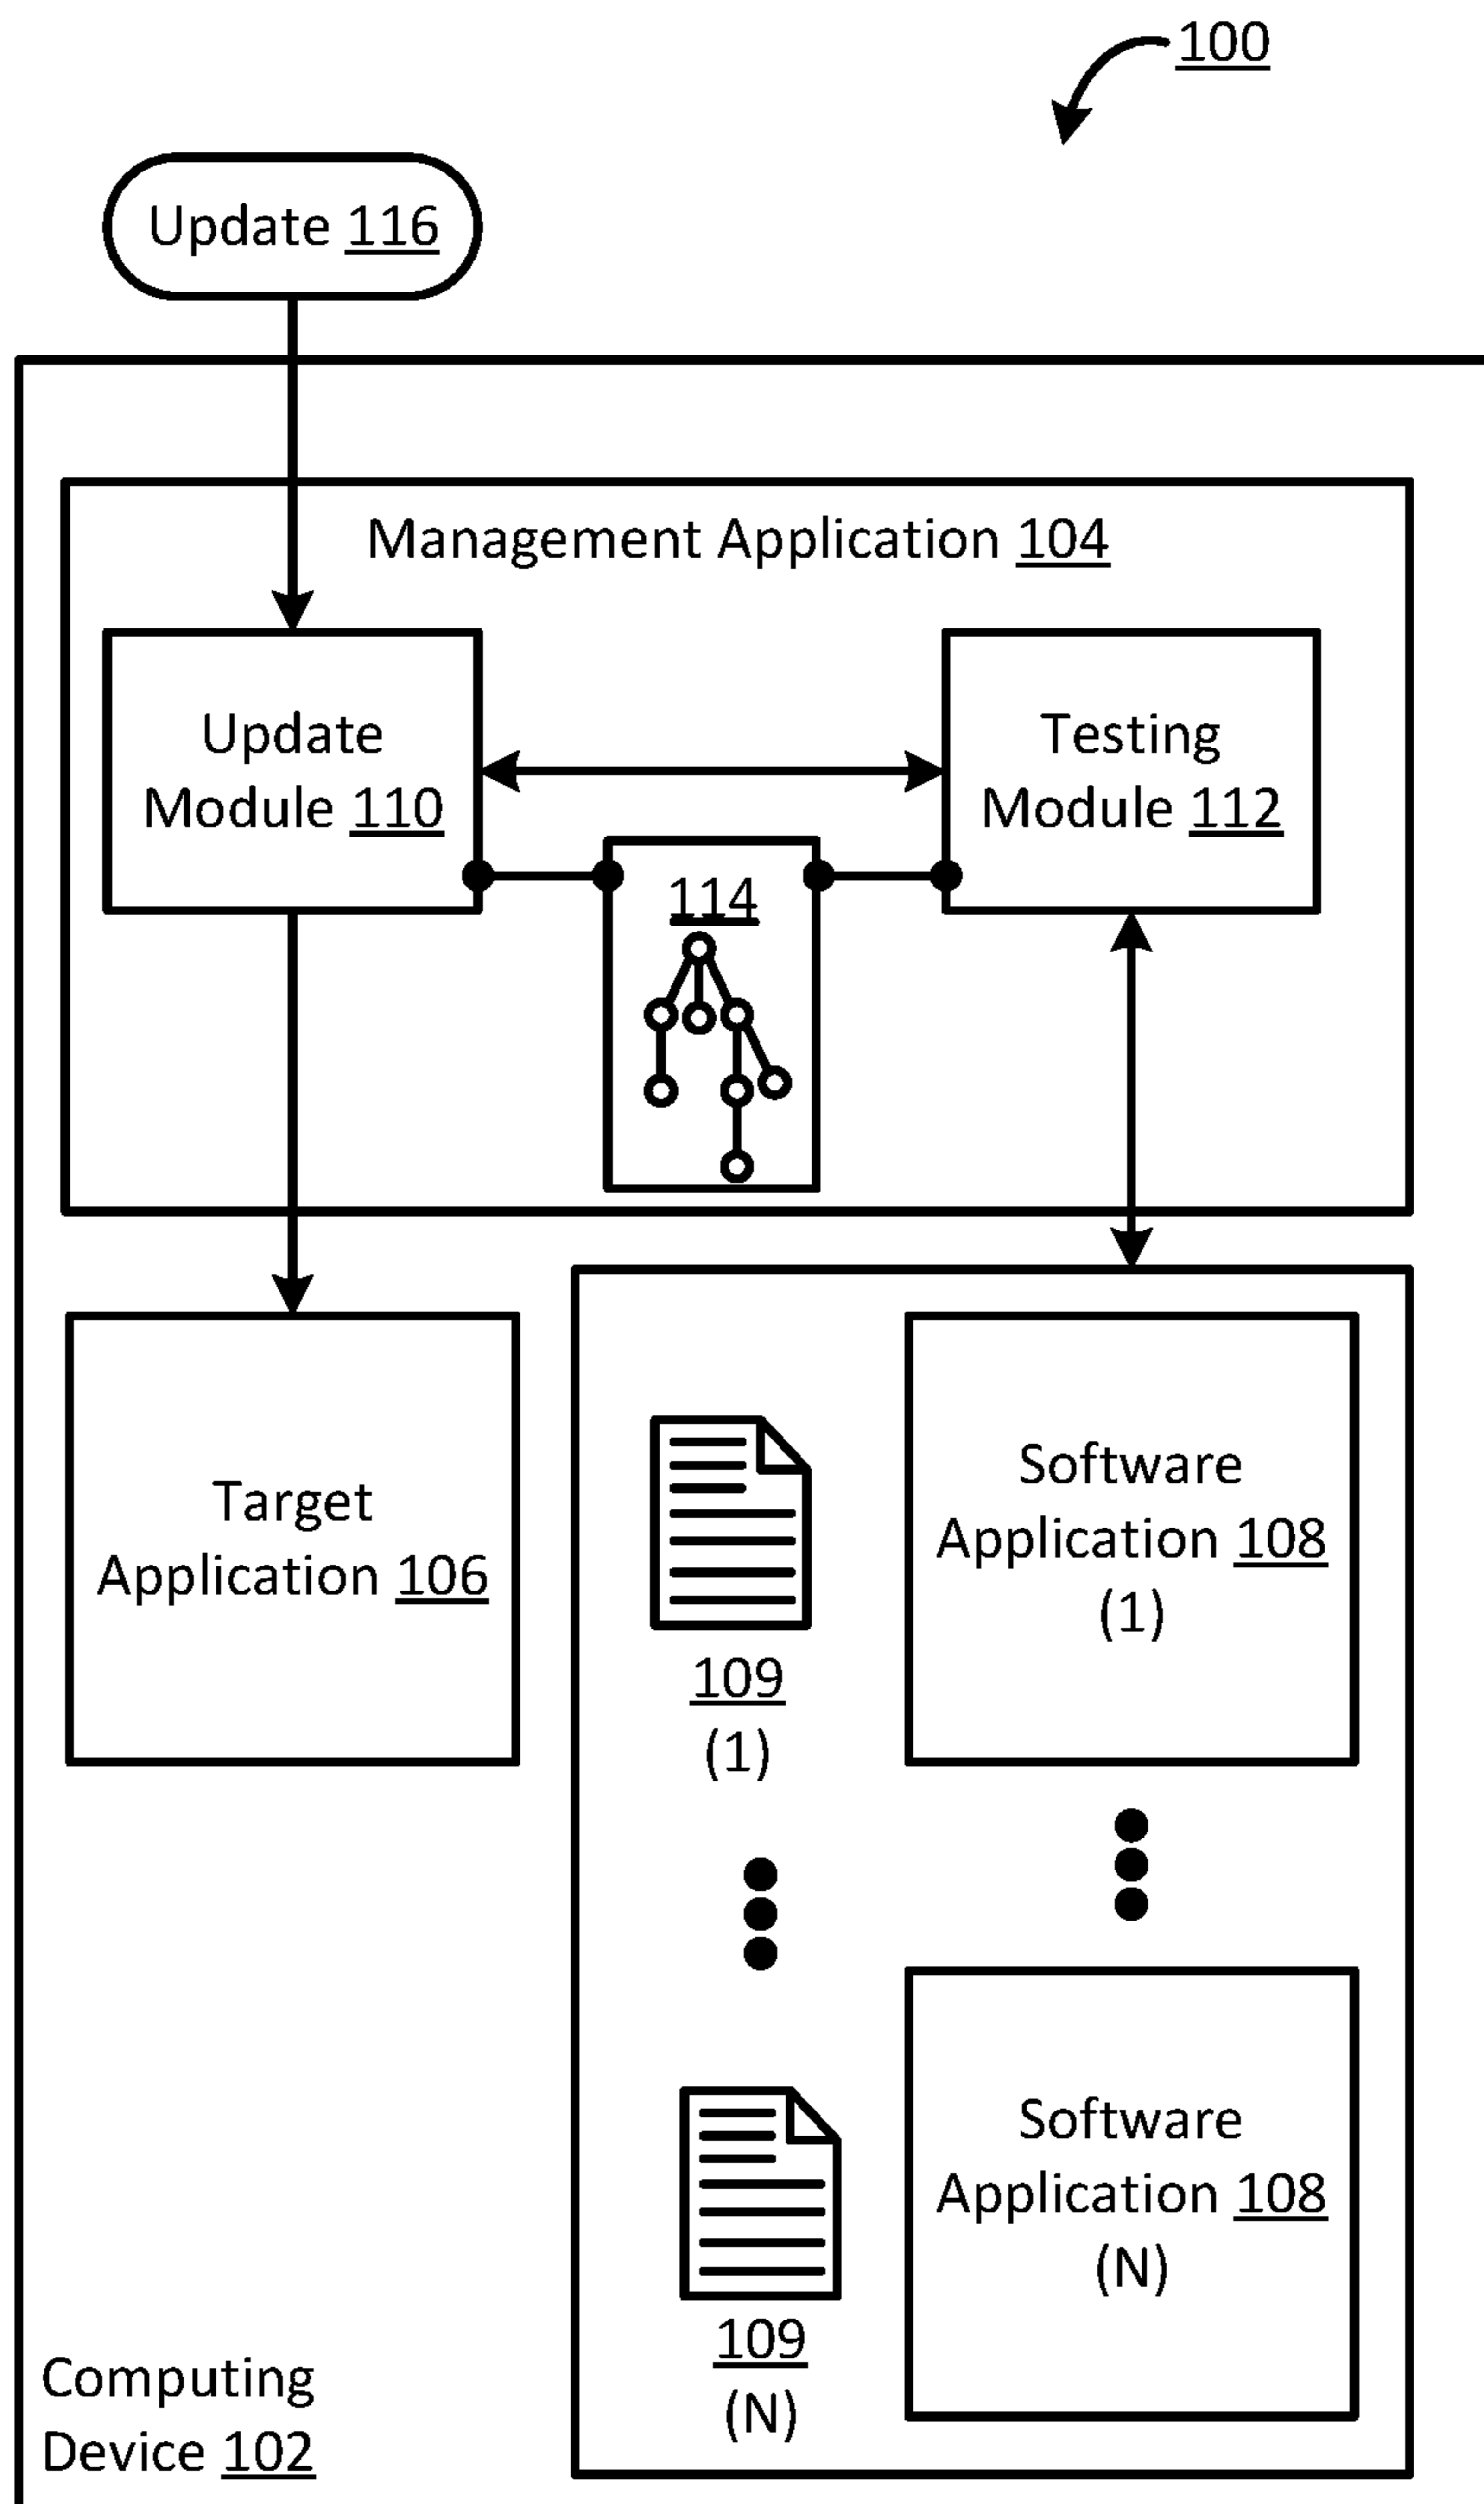 100
Update 116
Management Application 104
Update
Module 110
Testing
Module 112
114
Target
Application 106
Software
Application 108
(1)
109
(1)
Software
Application 108
(N)
109
(N)
Computing
Device 102